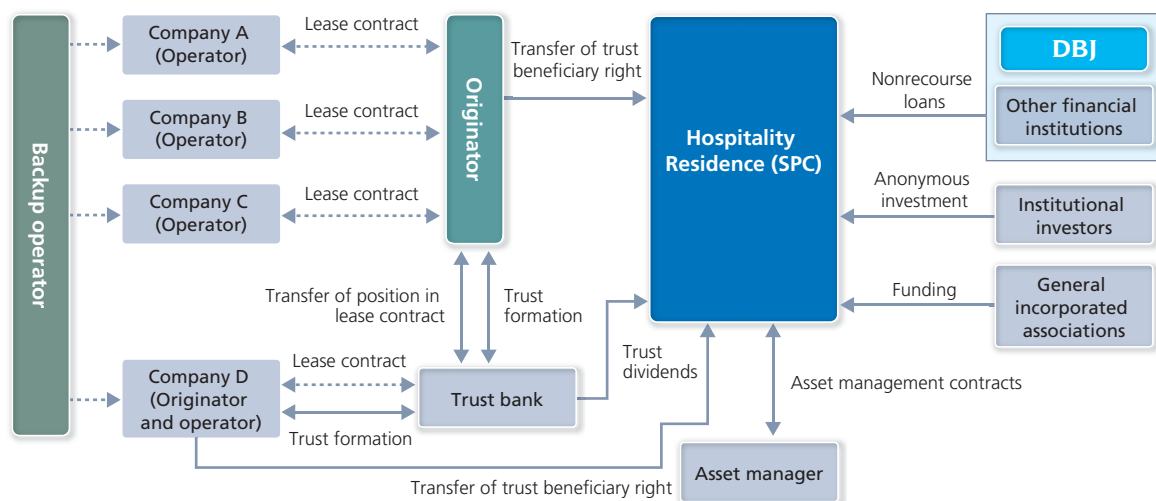 Backup operator
Company A
(Operator)
Lease contract
Company B
(Operator)
Lease contract
Company C
(Operator)
Lease contract
Originator
Transfer of trust
beneficiary right
Hospitality
Residence (SPC)
DBJ
Other financial
institutions
Nonrecourse
loans
Anonymous
investment
Institutional
investors
Funding
General
incorporated
associations
Transfer of position in
lease contract
Trust
formation
Company D
(Originator
and operator)
Lease contract
Trust formation
Trust bank
Trust
dividends
Asset management contracts
Asset manager
Transfer of trust beneficiary right